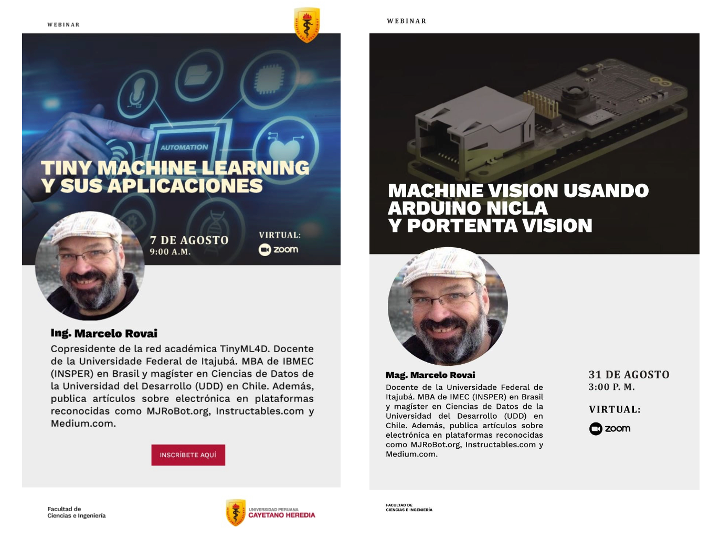 WEBINAR
AUTOMATION
TINY MACHINE LEARNING
Y SUS APLICACIONES
7 DE AGOSTO
9:00 A.M.
VIRTUAL:
zoom
Ing. Marcelo Rovai
Copresidente de la red académica TinyML4D. Docente
de la Universidade Federal de Itajubá. MBA de IBMEC
(INSPER) en Brasil y magíster en Ciencias de Datos de
la Universidad del Desarrollo (UDD) en Chile. Además,
publica artículos sobre electrónica en plataformas
reconocidas como MJRoBot.org, Instructables.com y
Medium.com.
INSCRÍBETE AQUÍ
Facultad de
Ciencias e Ingeniería
UNIVERSIDAD PERUANA
CAYETANO HEREDIA
WEBINAR
MACHINE VISION USANDO
ARDUINO NICLA
Y PORTENTA VISION
Mag. Marcelo Rovai
Docente de la Universidade Federal de
Itajubá. MBA de IMEC (INSPER) en Brasil
y magíster en Ciencias de Datos de la
Universidad del Desarrollo (UDD) en
Chile. Además, publica artículos sobre
electrónica en plataformas reconocidas
como MJRoBot.org, Instructables.com y
Medium.com.
31 DE AGOSTO
3:00 P. M.
VIRTUAL:
zoom
FACULTAD DE
CIENCIAS E INGENIERÍA